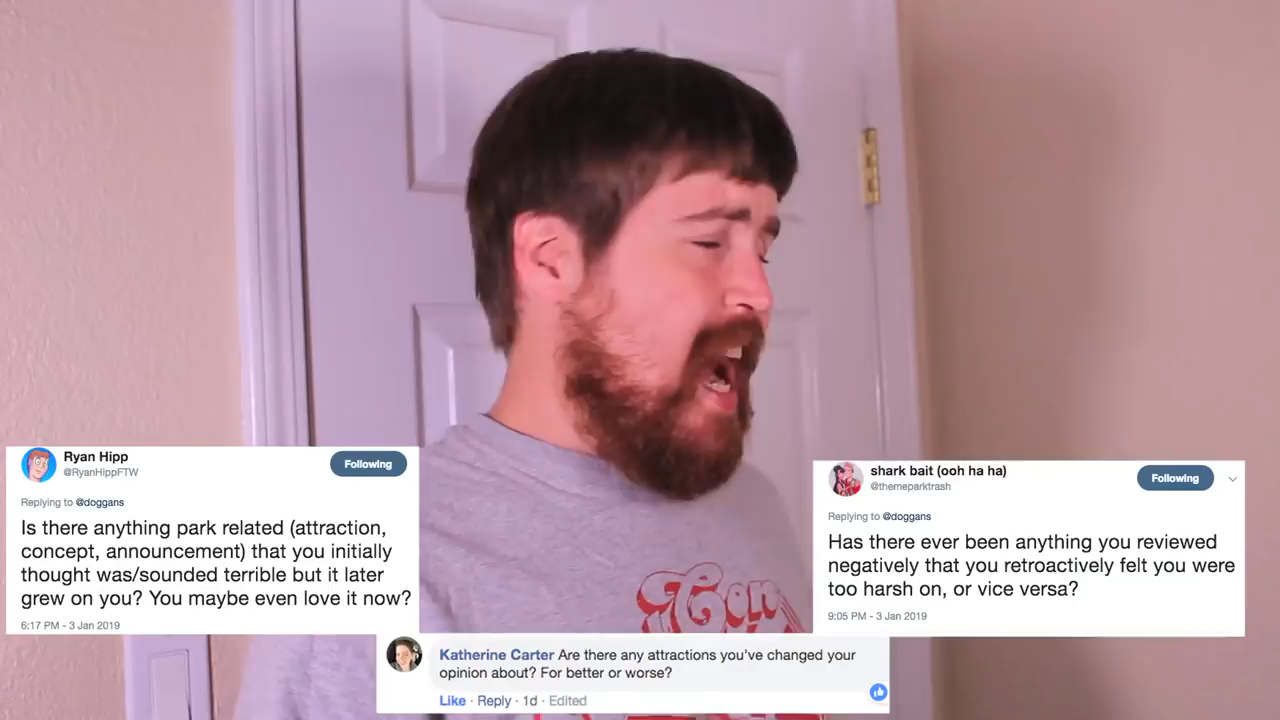 Ryan Hipp
@RyanHippFTW
Following
Replying to @doggans
Is there anything park related (attraction,
concept, announcement) that you initially
thought was/sounded terrible but it later
grew on you? You maybe even love it now?
6:17 PM - 3 Jan 2019
shark bait (ooh ha ha)
@themeparktrash
Following
Replying to @doggans
Has there ever been anything you reviewed
negatively that you retroactively felt you were
too harsh on, or vice versa?
9:05 PM - 3 Jan 2019
Katherine Carter Are there any attractions you've changed your
opinion about? For better or worse?
Like · Reply · 1d · Edited